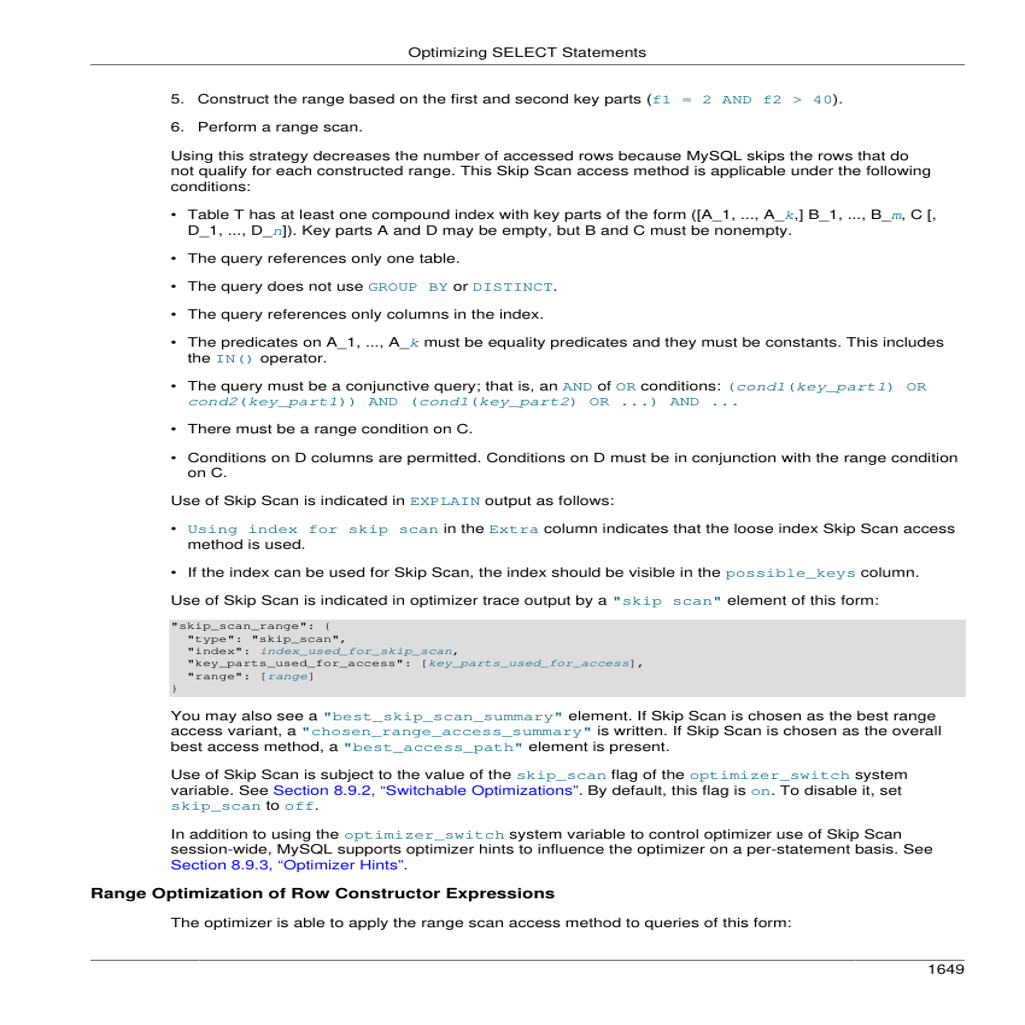 Optimizing SELECT Statements
5. Construct the range based on the first and second key parts (f1 = 2 AND f2 > 40).
6. Perform a range scan.
Using this strategy decreases the number of accessed rows because MySQL skips the rows that do
not qualify for each constructed range. This Skip Scan access method is applicable under the following
conditions:
• Table T has at least one compound index with key parts of the form ([A_1, ..., A_k,] B_1, ..., B_m, C [,
D_1, ..., D_n]). Key parts A and D may be empty, but B and C must be nonempty.
• The query references only one table.
• The query does not use GROUP BY or DISTINCT.
• The query references only columns in the index.
• The predicates on A_1, ..., A_k must be equality predicates and they must be constants. This includes
the IN() operator.
• The query must be a conjunctive query; that is, an AND of OR conditions: (cond1(key_part1) OR
cond2(key_part1)) AND (cond1(key_part2) OR ...) AND ...
• There must be a range condition on C.
• Conditions on D columns are permitted. Conditions on D must be in conjunction with the range condition
on C.
Use of Skip Scan is indicated in EXPLAIN output as follows:
• Using index for skip scan in the Extra column indicates that the loose index Skip Scan access
method is used.
• If the index can be used for Skip Scan, the index should be visible in the possible_keys column.
Use of Skip Scan is indicated in optimizer trace output by a "skip scan" element of this form:
"skip_scan_range": {
  "type": "skip_scan",
  "index": index_used_for_skip_scan,
  "key_parts_used_for_access": [key_parts_used_for_access],
  "range": [range]
}
You may also see a "best_skip_scan_summary" element. If Skip Scan is chosen as the best range
access variant, a "chosen_range_access_summary" is written. If Skip Scan is chosen as the overall
best access method, a "best_access_path" element is present.
Use of Skip Scan is subject to the value of the skip_scan flag of the optimizer_switch system
variable. See Section 8.9.2, “Switchable Optimizations”. By default, this flag is on. To disable it, set
skip_scan to off.
In addition to using the optimizer_switch system variable to control optimizer use of Skip Scan
session-wide, MySQL supports optimizer hints to influence the optimizer on a per-statement basis. See
Section 8.9.3, “Optimizer Hints”.
Range Optimization of Row Constructor Expressions
The optimizer is able to apply the range scan access method to queries of this form:
1649